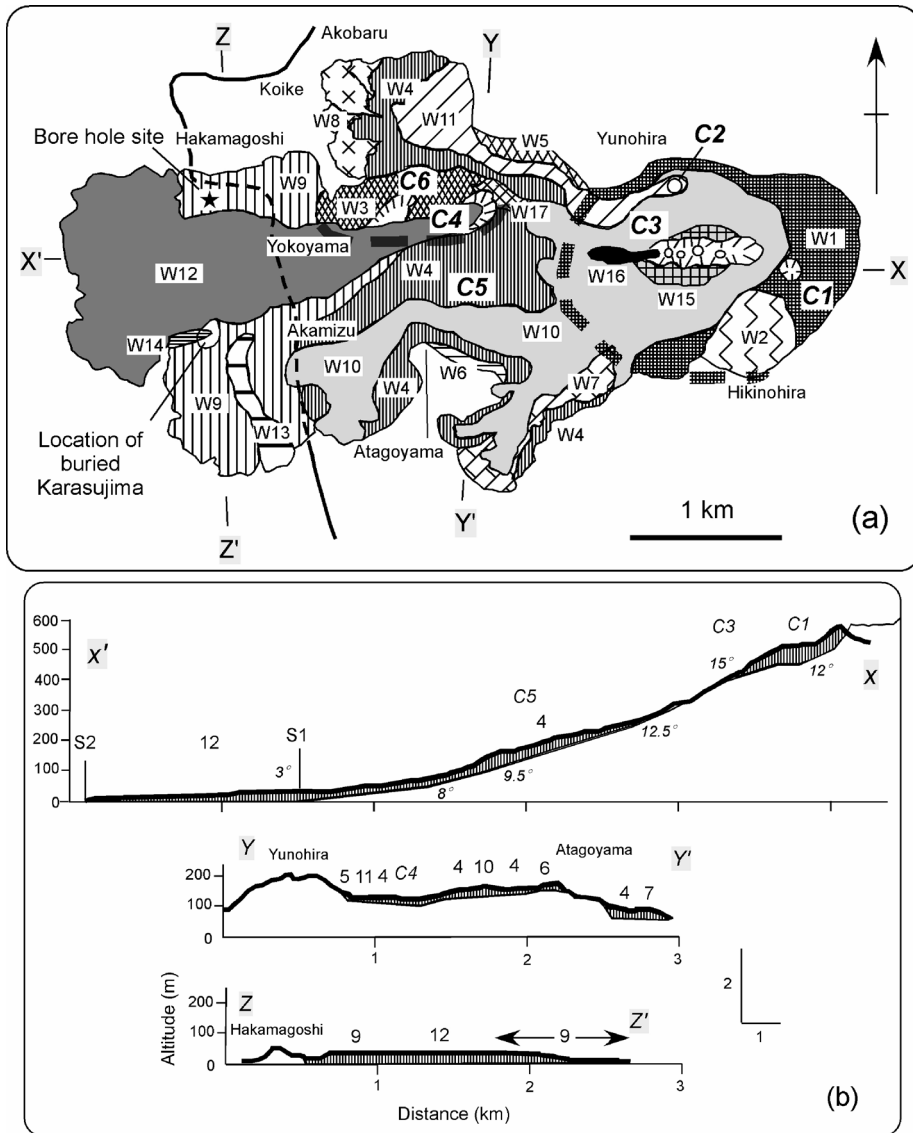 Z
Akobaru
Y
Koike
W4
W8
W11
Bore hole site
Hakamagoshi
W5
Yunohira
C2
W9
C6
W3
C4
W17
C3
W1
X'
Yokoyama
X
W12
W4
W16
C5
W15
C1
W14
Akamizu
W10
W2
W10
W4
W6
W7
Hikinohira
W9
W13
W4
Location of
buried
Karasujima
Atagoyama
Z'
Y'
1 km
(a)
600
500
400
300
200
100
0
X'
S2
12
S1
3°
8°
9.5°
C5
4
12.5°
15°
C3
C1
12°
X
Y
Yunohira
5 11 4 C4
4 10 4 6
Atagoyama
4 7
Y'
200
100
0
1
2
3
Altitude (m)
Z
Hakamagoshi
9
12
9
Z'
200
100
0
1
2
3
Distance (km)
2
1
(b)